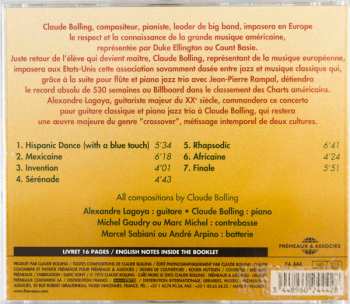 Claude Bolling, compositeur, pianiste, leader de big band, imposera en Europe
le respect et la connaissance de la grande musique américaine,
représentée par Duke Ellington ou Count Basie.
Juste retour de l'élève qui devient maître, Claude Bolling, représentant de la musique européenne,
imposera aux Etats-Unis cette association savamment dosée entre jazz et musique classique qui,
grâce à la suite pour flûte et piano jazz trio avec Jean-Pierre Rampal, détiendra
le record absolu de 530 semaines au Billboard dans le classement des Charts américains.
Alexandre Lagoya, guitariste majeur du XXe siècle, commandera ce concerto
pour guitare classique et piano jazz trio à Claude Bolling, qui restera
une œuvre majeure du genre "crossover", métissage intemporel de deux cultures.
1. Hispanic Dance (with a blue touch) 5'34
2. Mexicaine 6'18
3. Invention 4'01
4. Sérénade 4'43
5. Rhapsodic 6'41
6. Africaine 4'24
7. Finale 5'51
All compositions by Claude Bolling
Alexandre Lagoya : guitare • Claude Bolling : piano
Michel Gaudry ou Marc Michel : contrebasse
Marcel Sabiani ou André Arpino : batterie
LIVRET 16 PAGES / ENGLISH NOTES INSIDE THE BOOKLET
FRÉMEAUX & ASSOCIÉS